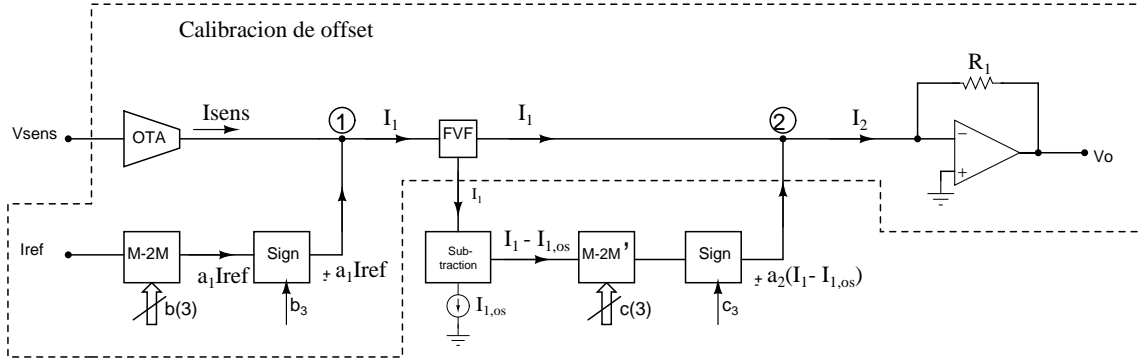 Calibracion de offset
R1
Vsens
OTA
Isens
1
I1
FVF
I1
2
I2
−
+
Vo
I1
Iref
M-2M
a1Iref
Sign
± a1Iref
Sub-
traction
I1 - I1,os
M-2M'
Sign
± a2(I1- I1,os)
b(3)
b3
I1,os
c(3)
c3